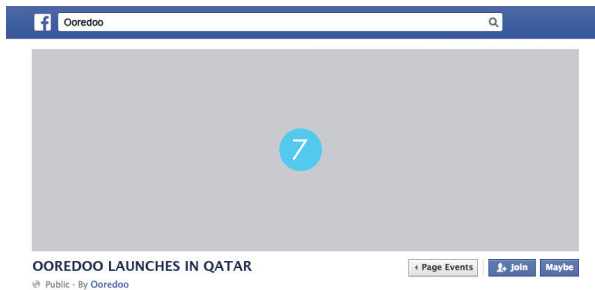 f Ooredoo
7
OOREDOO LAUNCHES IN QATAR
Page Events Join Maybe
Public · By Ooredoo